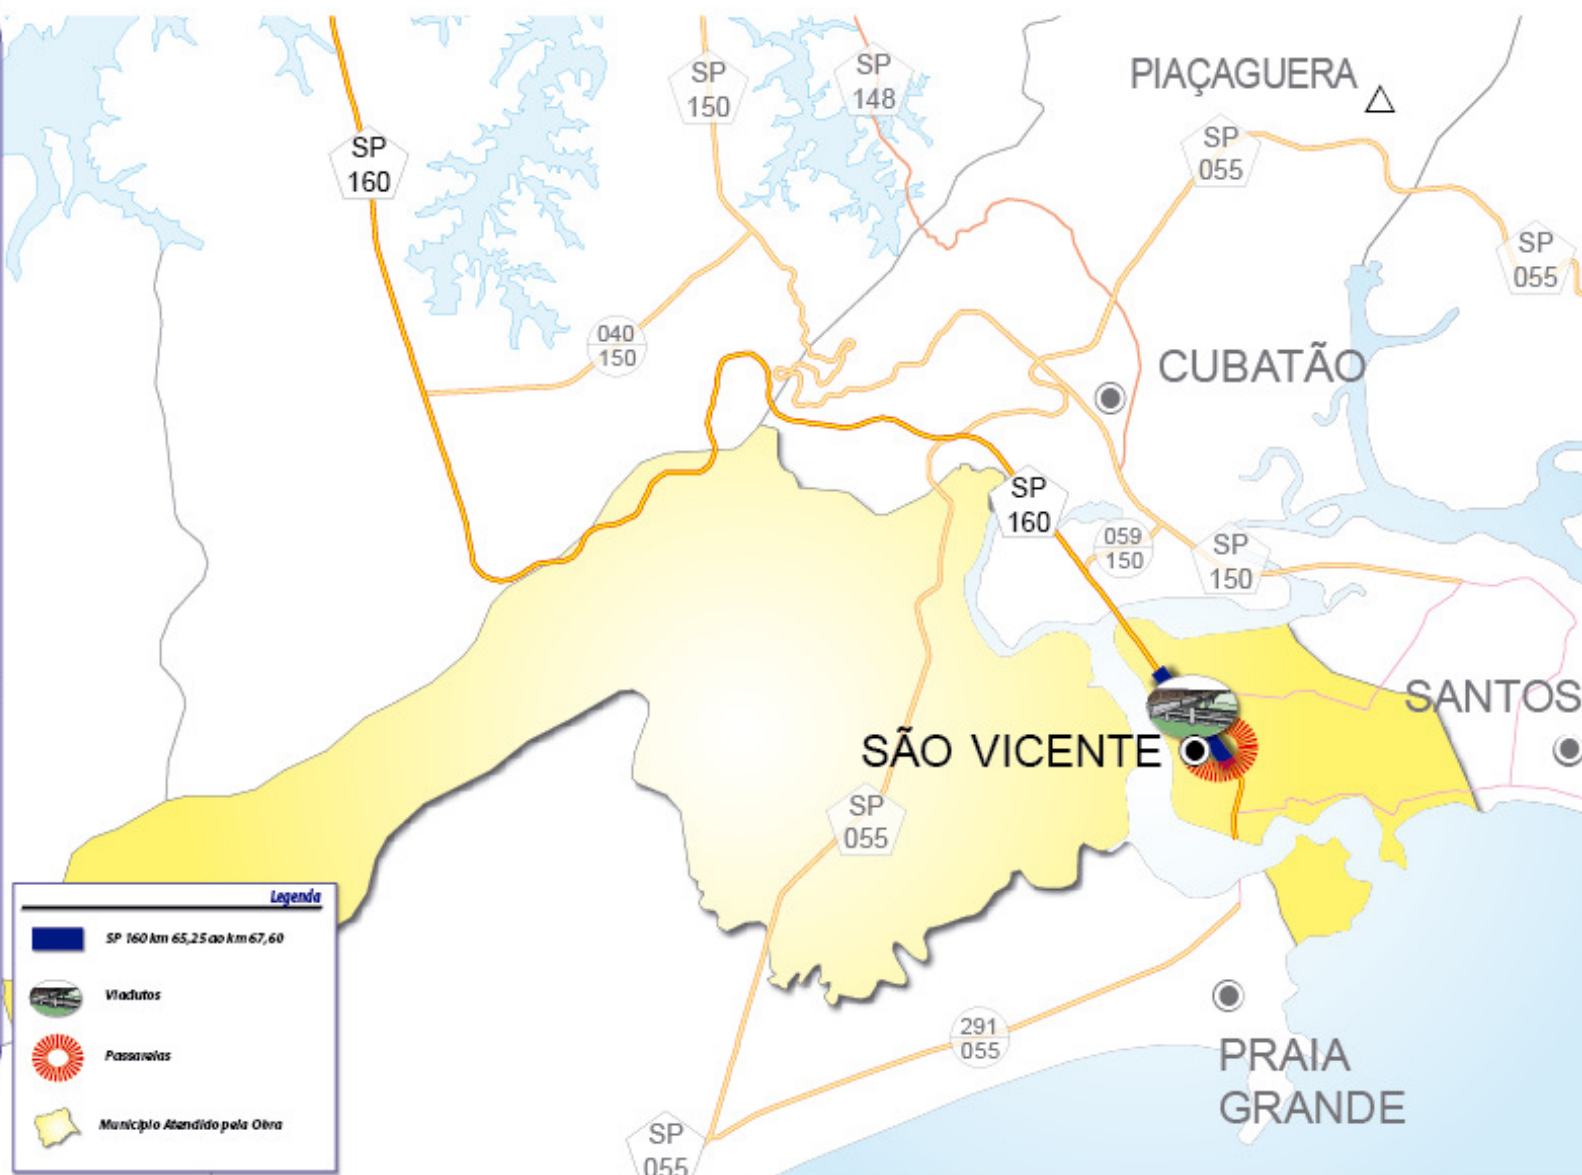 SP
150
SP
148
PIAÇAGUERA
SP
055
SP
160
SP
055
040
150
CUBATÃO
SP
160
059
150
SP
150
SANTOS
SÃO VICENTE
SP
055
Legenda
SP 160 km 65,25 ao km 67,60
Viadutos
Passarelas
Município Atendido pela Obra
291
055
PRAIA
GRANDE
SP
055